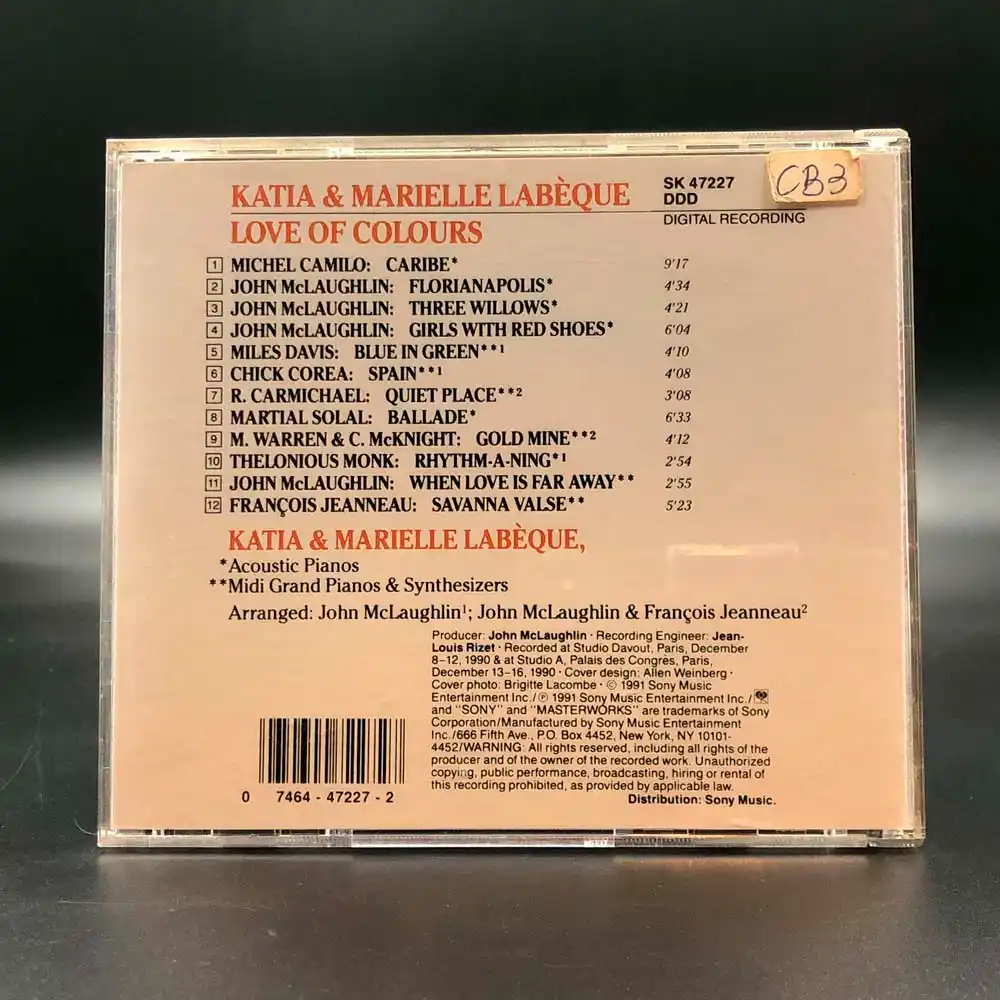 KATIA & MARIELLE LABÈQUE
SK 47227
CB3
DDD
LOVE OF COLOURS
DIGITAL RECORDING
1 MICHEL CAMILO: CARIBE* 9'17
2 JOHN McLAUGHLIN: FLORIANAPOLIS* 4'34
3 JOHN McLAUGHLIN: THREE WILLOWS* 4'21
4 JOHN McLAUGHLIN: GIRLS WITH RED SHOES* 6'04
5 MILES DAVIS: BLUE IN GREEN**1 4'10
6 CHICK COREA: SPAIN**1 4'08
7 R. CARMICHAEL: QUIET PLACE**2 3'08
8 MARTIAL SOLAL: BALLADE* 6'33
9 M. WARREN & C. McKNIGHT: GOLD MINE**2 4'12
10 THELONIOUS MONK: RHYTHM-A-NING*1 2'54
11 JOHN McLAUGHLIN: WHEN LOVE IS FAR AWAY** 2'55
12 FRANÇOIS JEANNEAU: SAVANNA VALSE** 5'23
KATIA & MARIELLE LABÈQUE,
*Acoustic Pianos
**Midi Grand Pianos & Synthesizers
Arranged: John McLaughlin1; John McLaughlin & François Jeanneau2
Producer: John McLaughlin · Recording Engineer: Jean-
Louis Rizet · Recorded at Studio Davout, Paris, December
8-12, 1990 & at Studio A, Palais des Congrès, Paris,
December 13-16, 1990 · Cover design: Allen Weinberg ·
Cover photo: Brigitte Lacombe · © 1991 Sony Music
Entertainment Inc./℗ 1991 Sony Music Entertainment Inc./
and "SONY" and "MASTERWORKS" are trademarks of Sony
Corporation/Manufactured by Sony Music Entertainment
Inc./666 Fifth Ave., P.O. Box 4452, New York, NY 10101-
4452/WARNING: All rights reserved, including all rights of the
producer and of the owner of the recorded work. Unauthorized
copying, public performance, broadcasting, hiring or rental of
this recording prohibited, as provided by applicable law.
Distribution: Sony Music.
0 7464 - 47227 - 2